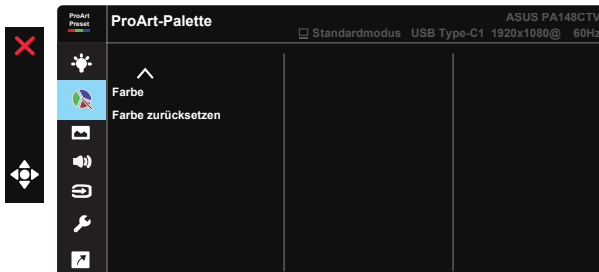 ProArt
Preset
ProArt-Palette
ASUS PA148CTV
Standardmodus USB Type-C1 1920x1080@ 60Hz
Farbe
Farbe zurücksetzen